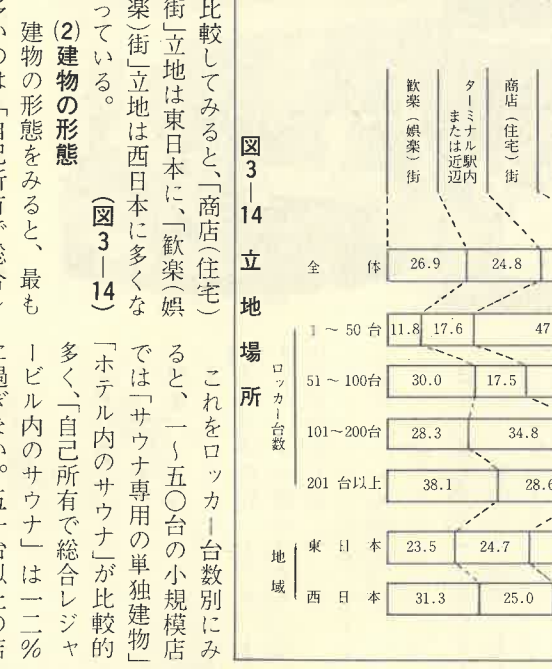 歓楽（娯楽）街
ターミナル駅内
または近辺
商店（住宅）街
図3—14 立地場所
全体 26.9 24.8
ロッカー台数
1～50台 11.8 17.6 47
51～100台 30.0 17.5
101～200台 28.3 34.8
201台以上 38.1 28.6
地域
東日本 23.5 24.7
西日本 31.3 25.0
比較してみると、「商店（住宅）
街」立地は東日本に、「歓楽（娯
楽）街」立地は西日本に多くな
っている。 （図3—14）
(2)建物の形態
建物の形態をみると、最も
多いのは「自己所有で総合レ
これをロッカー台数別にみ
ると、一～五〇台の小規模店
では「サウナ専用の単独建物」
「ホテル内のサウナ」が比較的
多く、「自己所有で総合レジャ
ービル内のサウナ」は一二％
に過ぎない。五十台以上の店